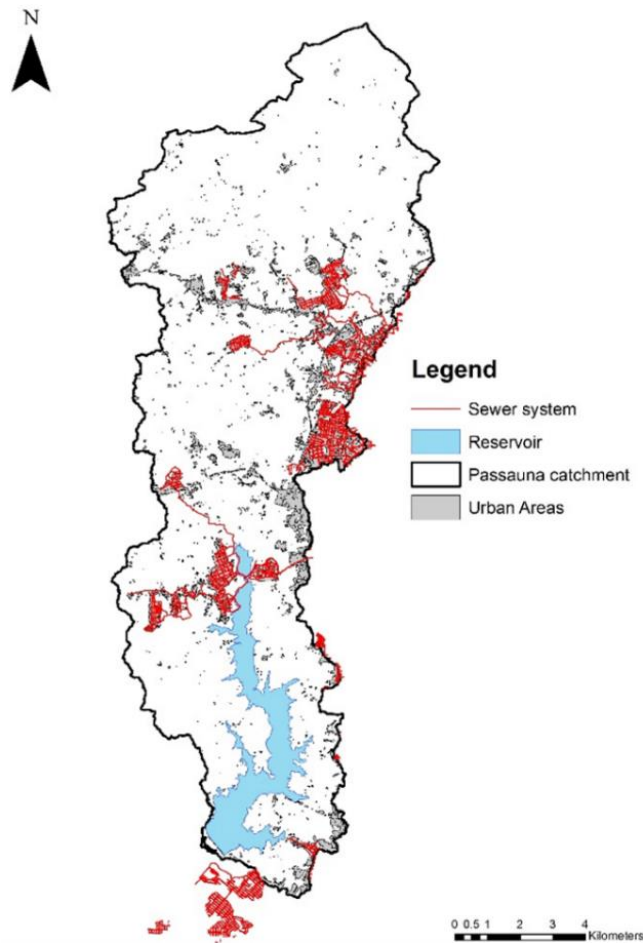 N
Legend
Sewer system
Reservoir
Passauna catchment
Urban Areas
0 0.5 1 2 3 4
Kilometers